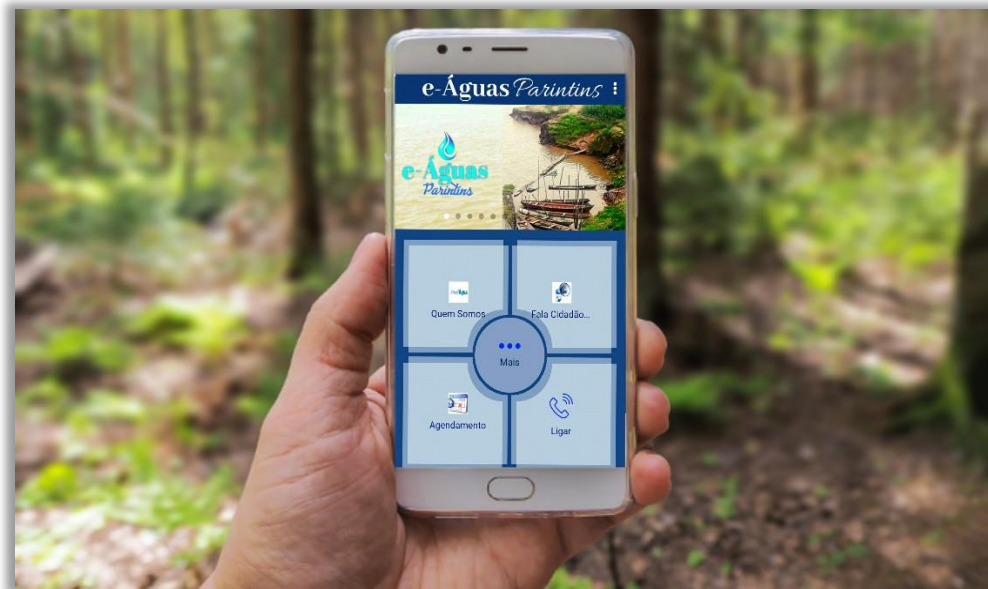 e-Águas Parintins
e-Águas
Parintins
Quem Somos
Fala Cidadão...
Mais
Agendamento
Ligar